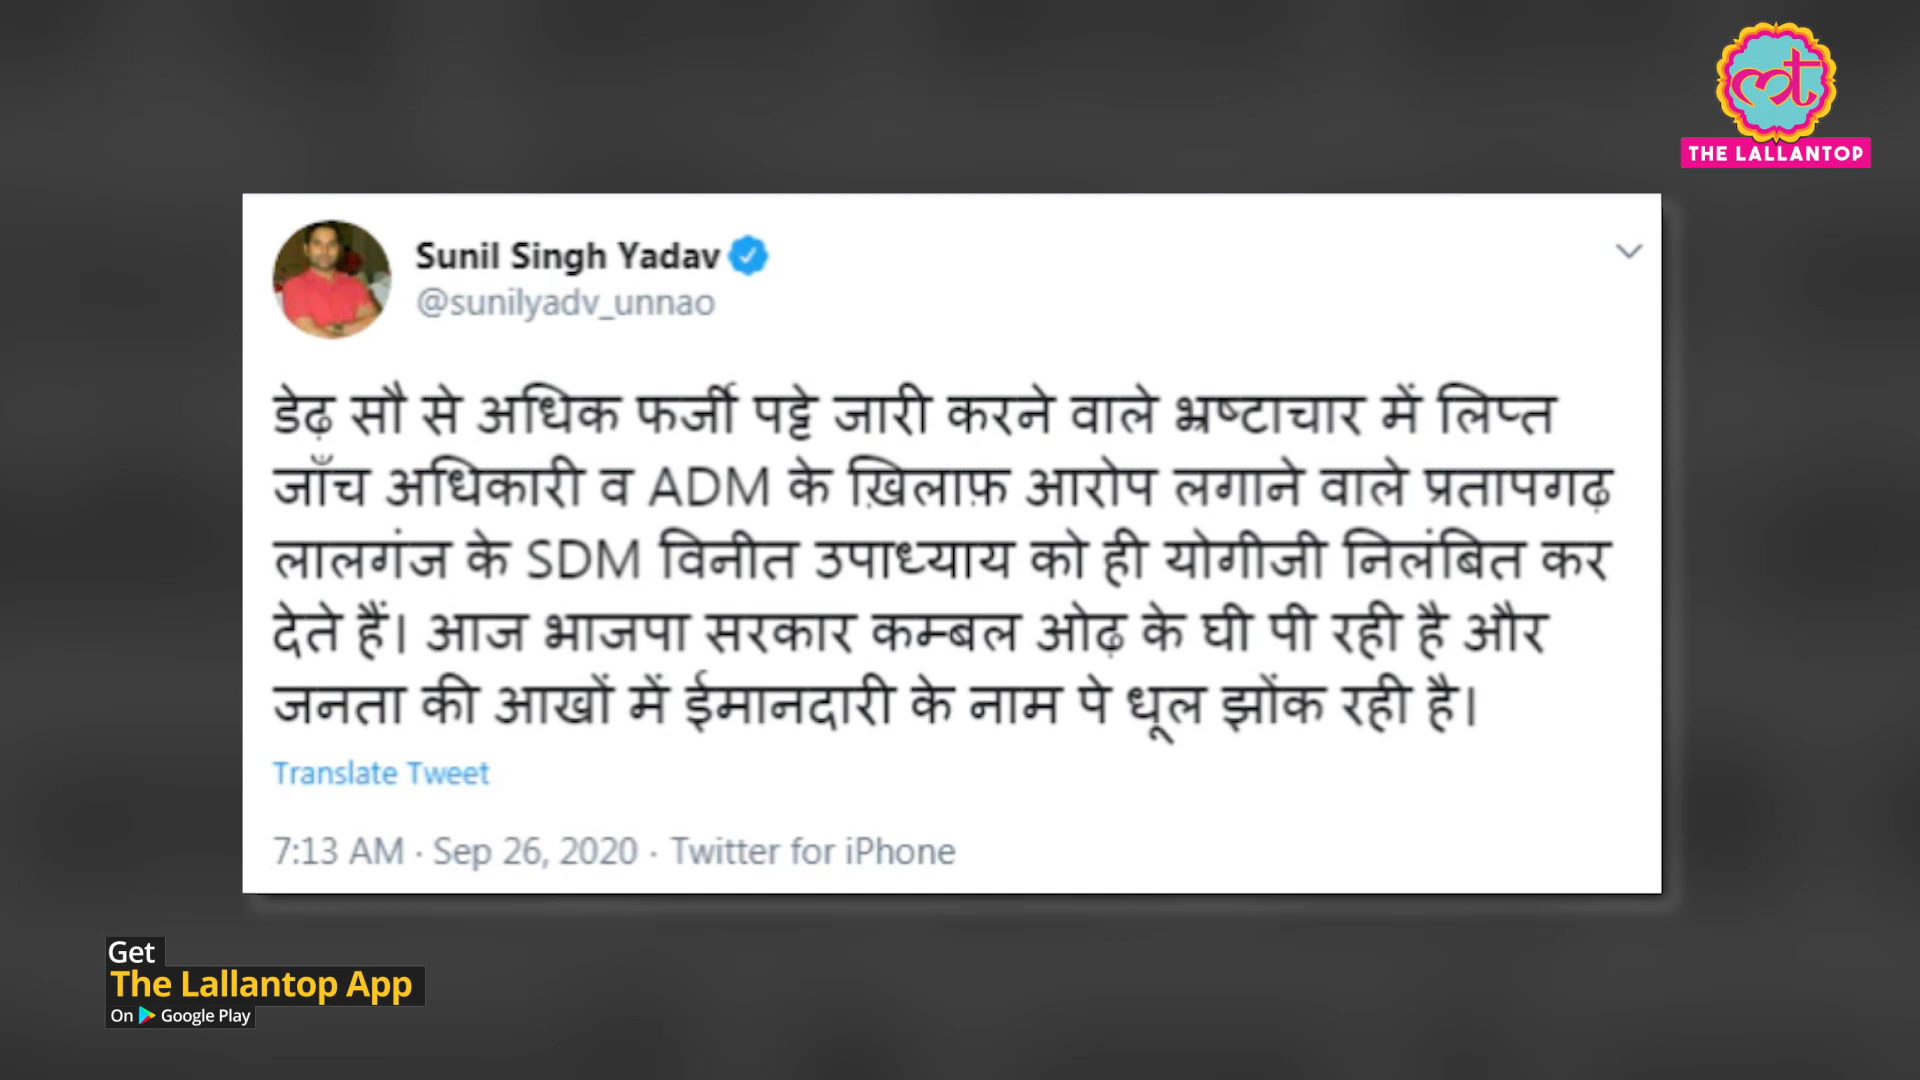 THE LALLANTOP
Sunil Singh Yadav
@sunilyadv_unnao
डेढ़ सौ से अधिक फर्जी पट्टे जारी करने वाले भ्रष्टाचार में लिप्त
जाँच अधिकारी व ADM के ख़िलाफ़ आरोप लगाने वाले प्रतापगढ़
लालगंज के SDM विनीत उपाध्याय को ही योगीजी निलंबित कर
देते हैं। आज भाजपा सरकार कम्बल ओढ़ के घी पी रही है और
जनता की आखों में ईमानदारी के नाम पे धूल झोंक रही है।
Translate Tweet
7:13 AM · Sep 26, 2020 · Twitter for iPhone
Get
The Lallantop App
On Google Play